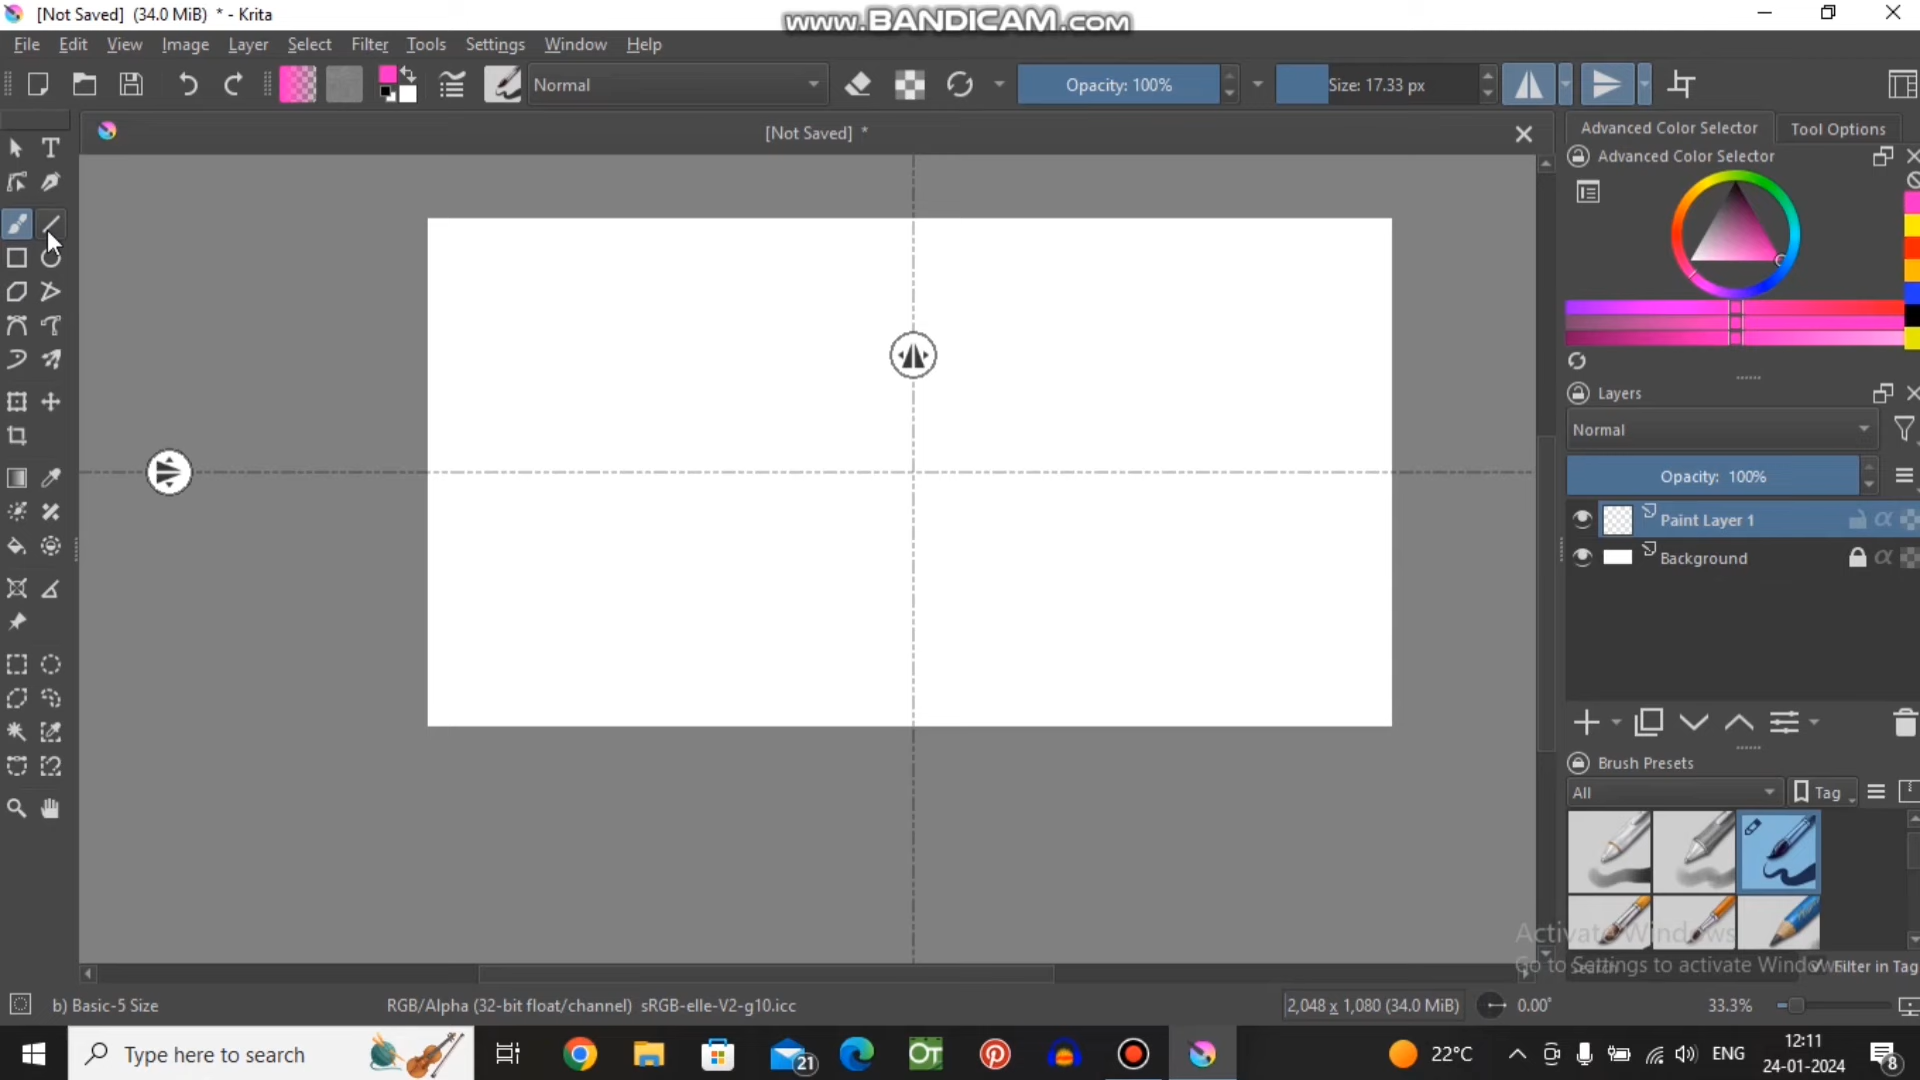 [Not Saved] (34.0 MiB) * - Krita
www.BANDICAM.com
File Edit View Image Layer Select Filter Tools Settings Window Help
Normal
Opacity: 100%
Size: 17.33 px
[Not Saved] *
Advanced Color Selector
Tool Options
Advanced Color Selector
Layers
Normal
Opacity: 100%
Paint Layer 1
Background
Brush Presets
All
Tag
Activate Windows
Go to Settings to activate Windows
Filter in Tag
b) Basic-5 Size
RGB/Alpha (32-bit float/channel) sRGB-elle-V2-g10.icc
2,048 x 1,080 (34.0 MiB)
0.00°
33.3%
Type here to search
21
OT
22°C
ENG
12:11
24-01-2024
8